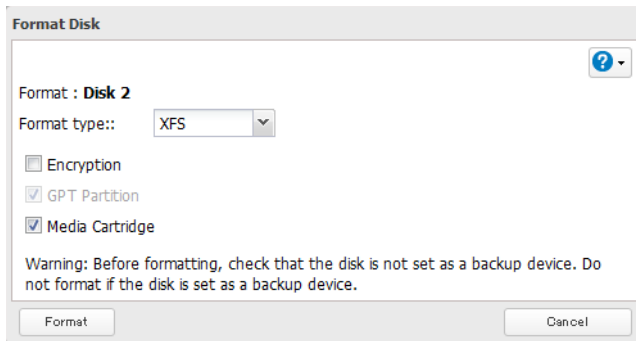 Format Disk
?
Format : Disk 2
Format type:: XFS
Encryption
GPT Partition
Media Cartridge
Warning: Before formatting, check that the disk is not set as a backup device. Do
not format if the disk is set as a backup device.
Format Cancel